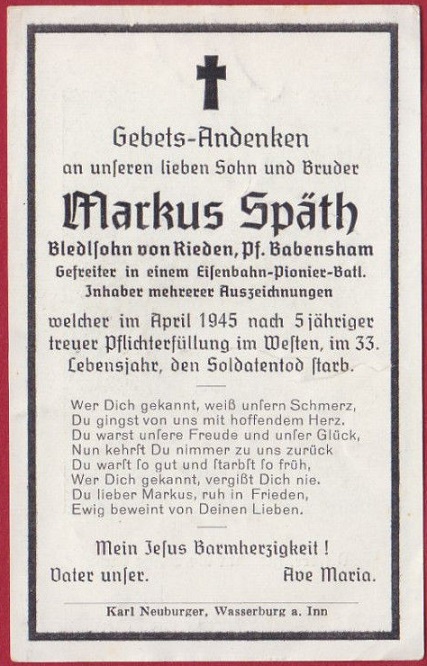 Gebets-Andenken
an unſeren lieben Sohn und Bruder
Markus Späth
Bledlſohn von Rieden, Pf. Babensham
Gefreiter in einem Eiſenbahn-Pionier-Batl.
Inhaber mehrerer Auszeichnungen
welcher im April 1945 nach 5 jähriger
treuer Pflichterfüllung im Weſten, im 33.
Lebensjahr, den Soldatentod ſtarb.
Wer Dich gekannt, weiß unſern Schmerz,
Du gingst von uns mit hoffendem Herz.
Du warst unſere Freude und unſer Glück,
Nun kehrſt Du nimmer zu uns zurück
Du warſt ſo gut und ſtarbſt ſo früh,
Wer Dich gekannt, vergißt Dich nie.
Du lieber Markus, ruh in Frieden,
Ewig beweint von Deinen Lieben.
Mein Jeſus Barmherzigkeit !
Vater unſer. Ave Maria.
Karl Neuburger, Wasserburg a. Inn